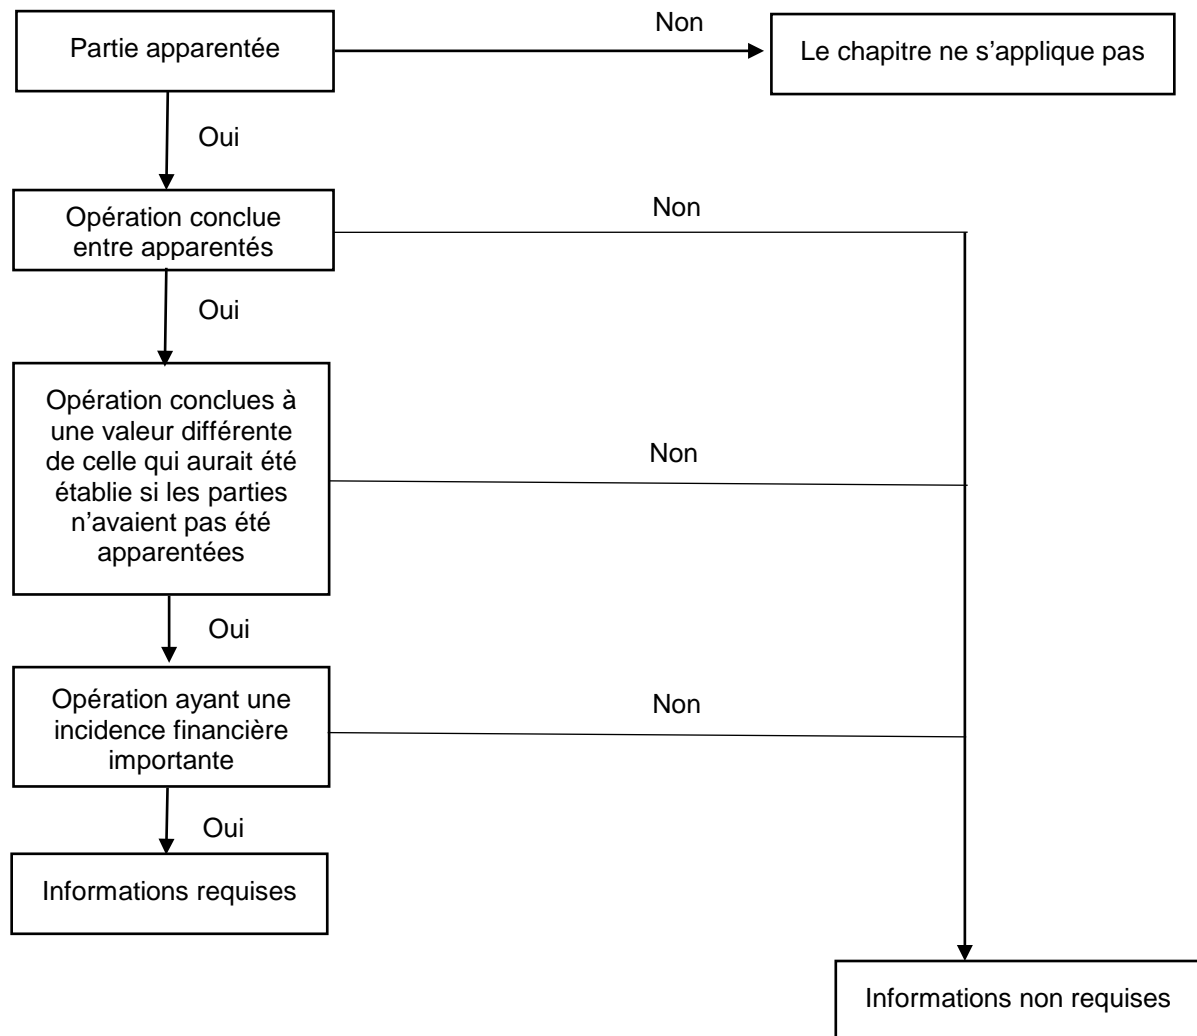 Partie apparentée
Non
Le chapitre ne s'applique pas
Oui
Opération conclue
entre apparentés
Non
Oui
Opération conclues à
une valeur différente
de celle qui aurait été
établie si les parties
n'avaient pas été
apparentées
Non
Oui
Opération ayant une
incidence financière
importante
Non
Oui
Informations requises
Informations non requises